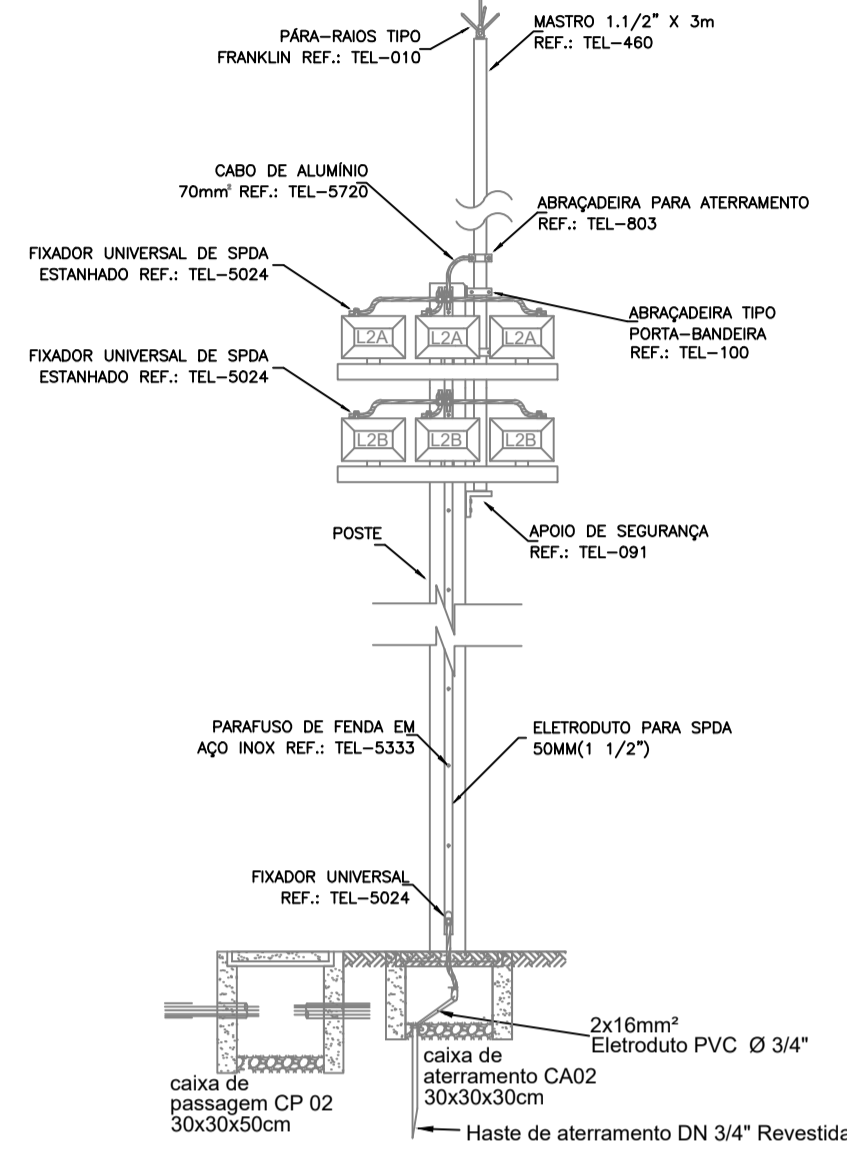 PÁRA-RAIOS TIPO
FRANKLIN REF.: TEL-010
MASTRO 1.1/2" X 3m
REF.: TEL-460
CABO DE ALUMÍNIO
70mm² REF.: TEL-5720
ABRAÇADEIRA PARA ATERRAMENTO
REF.: TEL-803
FIXADOR UNIVERSAL DE SPDA
ESTANHADO REF.: TEL-5024
ABRAÇADEIRA TIPO
PORTA-BANDEIRA
REF.: TEL-100
L2A L2A L2A
FIXADOR UNIVERSAL DE SPDA
ESTANHADO REF.: TEL-5024
L2B L2B L2B
POSTE
APOIO DE SEGURANÇA
REF.: TEL-091
PARAFUSO DE FENDA EM
AÇO INOX REF.: TEL-5333
ELETRODUTO PARA SPDA
50MM(1 1/2")
FIXADOR UNIVERSAL
REF.: TEL-5024
2x16mm²
Eletroduto PVC Ø 3/4"
caixa de
passagem CP 02
30x30x50cm
caixa de
aterramento CA02
30x30x30cm
Haste de aterramento DN 3/4" Revestida